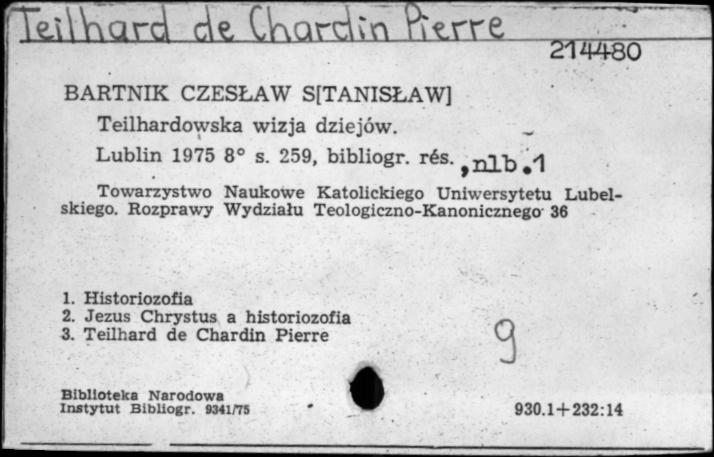 Teilhard de Chardin Pierre
214480
BARTNIK CZESŁAW S[TANISŁAW]
Teilhardowska wizja dziejów.
Lublin 1975 8° s. 259, bibliogr. rés. , nlb. 1
Towarzystwo Naukowe Katolickiego Uniwersytetu Lubel-
skiego. Rozprawy Wydziału Teologiczno-Kanonicznego 36
1. Historiozofia
2. Jezus Chrystus a historiozofia
3. Teilhard de Chardin Pierre
9
Biblioteka Narodowa
Instytut Bibliogr. 9341/75
930.1+232:14